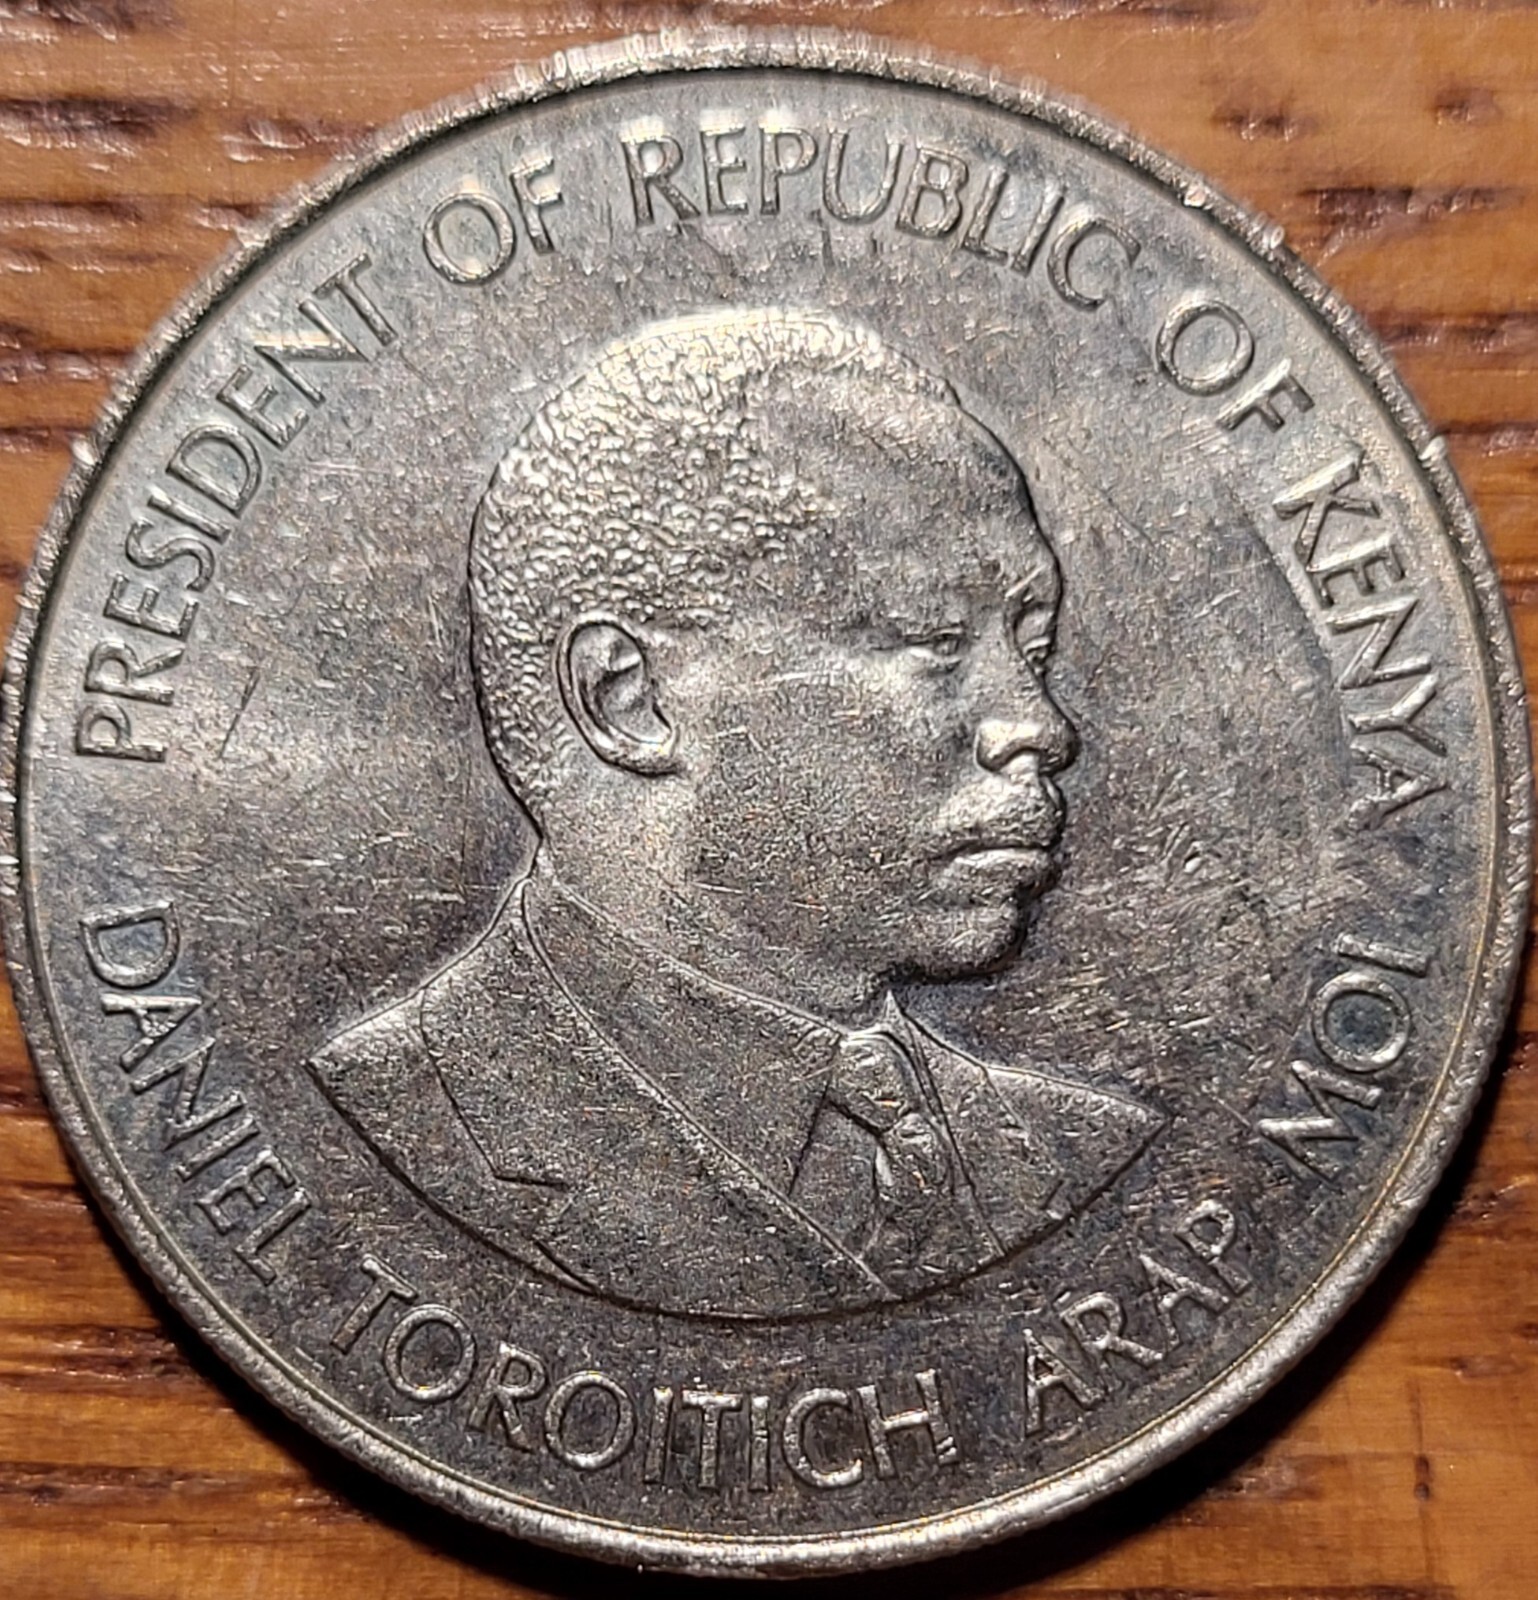 PRESIDENT OF REPUBLIC OF KENYA
DANIEL TOROITICH ARAP MOI